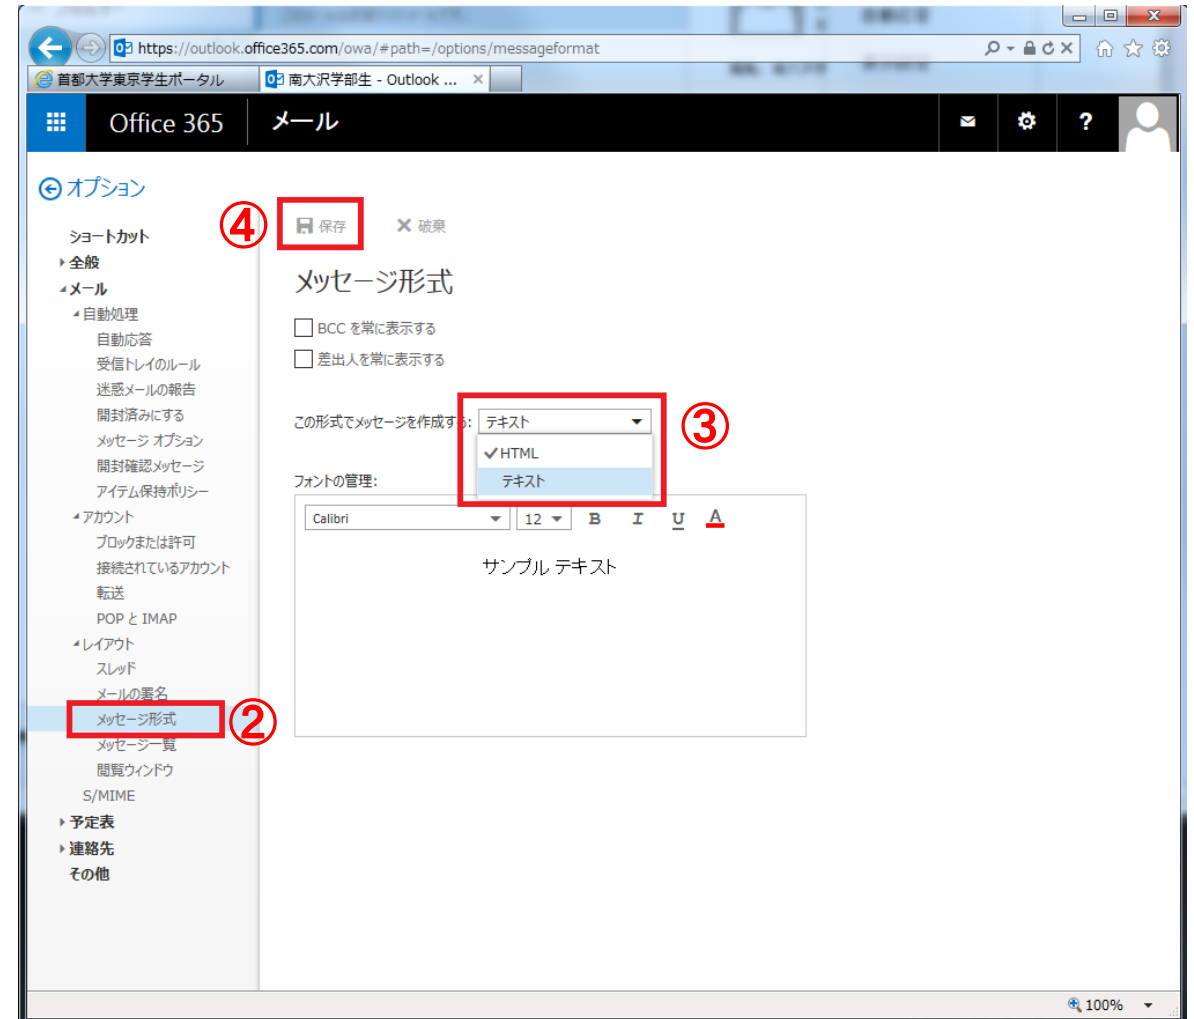 https://outlook.office365.com/owa/#path=/options/messageformat
首都大学東京学生ポータル
南大沢学部生 - Outlook ...
Office 365
メール
?
オプション
④
保存
破棄
ショートカット
全般
メール
自動処理
自動応答
受信トレイのルール
迷惑メールの報告
開封済みにする
メッセージ オプション
開封確認メッセージ
アイテム保持ポリシー
アカウント
ブロックまたは許可
接続されているアカウント
転送
POP と IMAP
レイアウト
スレッド
メールの署名
メッセージ形式
②
メッセージ一覧
閲覧ウィンドウ
S/MIME
予定表
連絡先
その他
メッセージ形式
BCC を常に表示する
差出人を常に表示する
この形式でメッセージを作成する: テキスト
③
HTML
テキスト
フォントの管理:
Calibri 12 B I U A
サンプル テキスト
100%